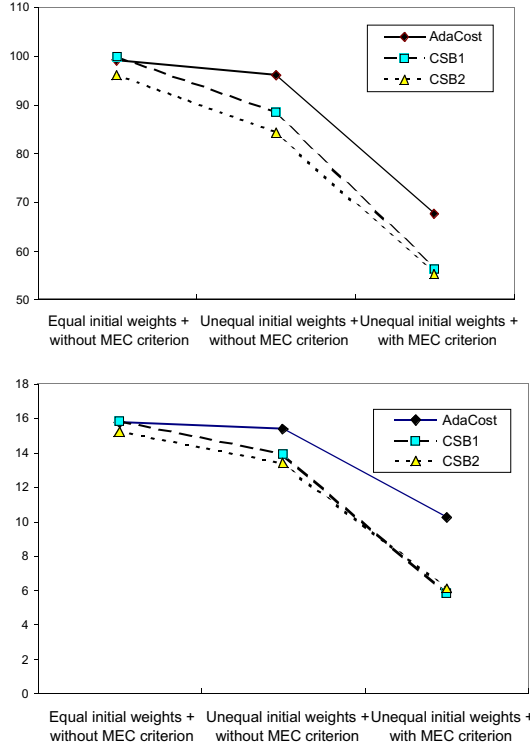 110
100
90
80
70
60
50
AdaCost
CSB1
CSB2
Equal initial weights + Unequal initial weights + Unequal initial weights +
without MEC criterion without MEC criterion with MEC criterion
18
16
14
12
10
8
6
4
2
0
AdaCost
CSB1
CSB2
Equal initial weights + Unequal initial weights + Unequal initial weights +
without MEC criterion without MEC criterion with MEC criterion